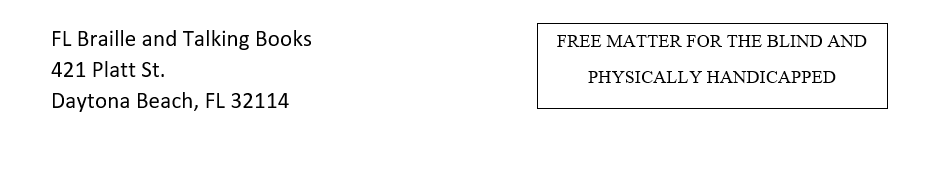 FL Braille and Talking Books
421 Platt St.
Daytona Beach, FL 32114
FREE MATTER FOR THE BLIND AND
PHYSICALLY HANDICAPPED